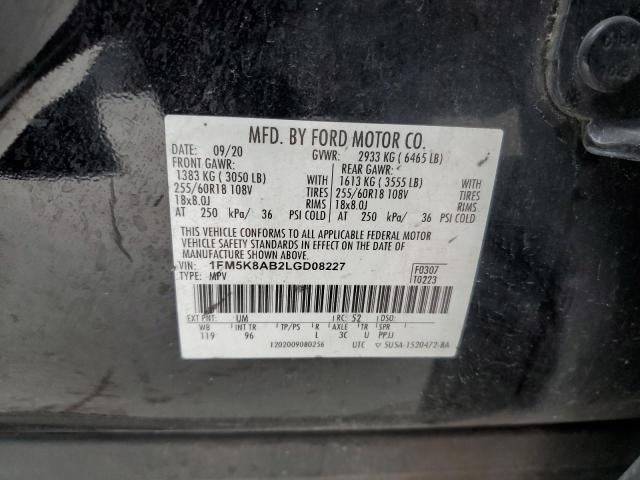 MFD. BY FORD MOTOR CO.
DATE: 09/20 GVWR: 2933 KG ( 6465 LB)
FRONT GAWR: REAR GAWR:
1383 KG ( 3050 LB) 1613 KG ( 3555 LB)
255/60R18 108V TIRES 255/60R18 108V TIRES
18x8.0J RIMS 18x8.0J RIMS
AT 250 kPa/ 36 PSI COLD AT 250 kPa/ 36 PSI COLD
THIS VEHICLE CONFORMS TO ALL APPLICABLE FEDERAL MOTOR
VEHICLE SAFETY AND BUMPER STANDARDS IN EFFECT ON THE DATE OF
MANUFACTURE SHOWN ABOVE.
VIN: 1FM5K8AB2LGD08227 F0307
TYPE: MPV T0223
EXT PNT: UM RC: 52 DSO:
WB INT TR TP/PS R AXLE TR SPR
119 96 L 3C U PPJJ
1202009080256 UTC ▽ 5USA-1520472-BA